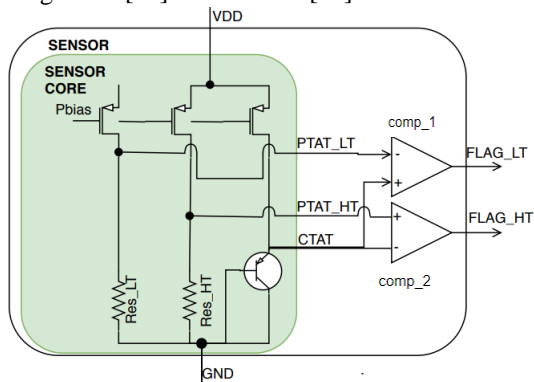 VDD
SENSOR
SENSOR
CORE
Pbias
comp_1
PTAT_LT
-
FLAG_LT
+
PTAT_HT
+
FLAG_HT
CTAT
-
comp_2
Res_LT
Res_HT
GND